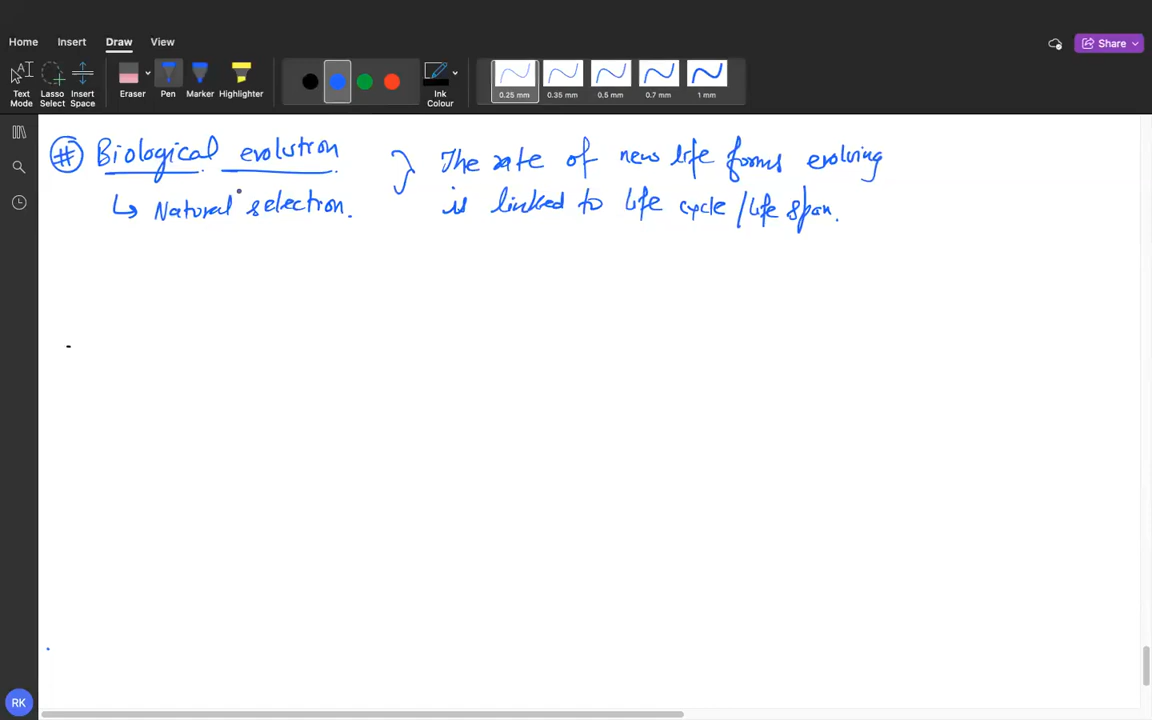 Home Insert Draw View
Share
Text Mode
Lasso Select
Insert Space
Eraser
Pen
Marker
Highlighter
Ink Colour
0.25 mm
0.35 mm
0.5 mm
0.7 mm
1 mm
# Biological evolution } The rate of new life forms evolving
↳ Natural selection. is linked to life cycle / life span.
RK